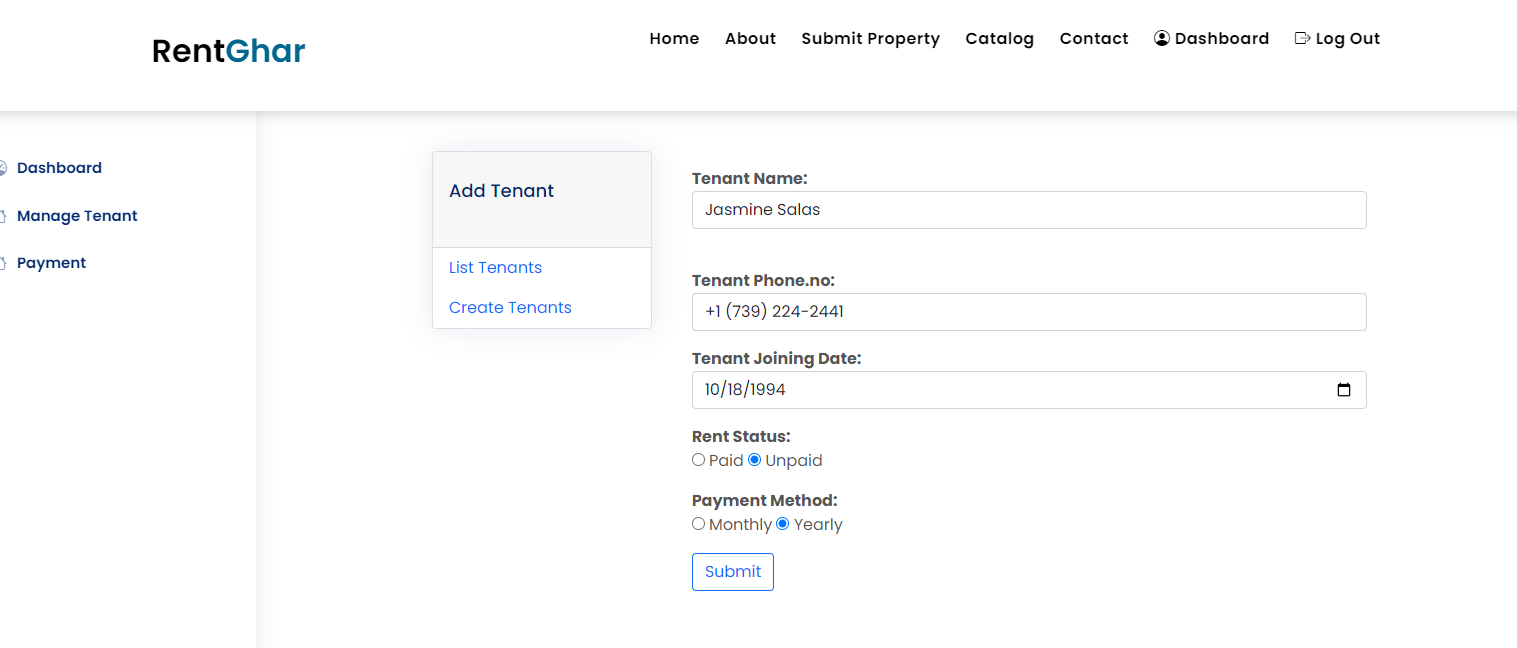 RentGhar
Home About Submit Property Catalog Contact Dashboard Log Out
Dashboard
Manage Tenant
Payment
Add Tenant
List Tenants
Create Tenants
Tenant Name:
Jasmine Salas
Tenant Phone.no:
+1 (739) 224-2441
Tenant Joining Date:
10/18/1994
Rent Status:
Paid Unpaid
Payment Method:
Monthly Yearly
Submit